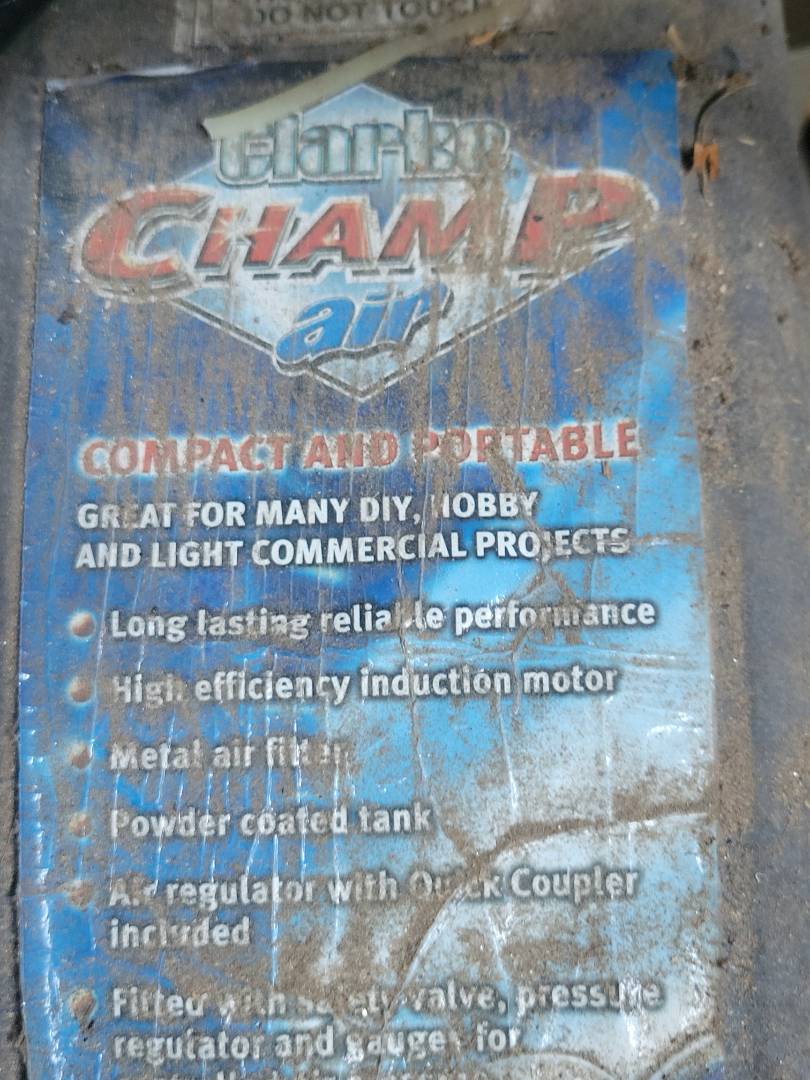 DO NOT TOUCH
Clarke
CHAMP
air
COMPACT AND PORTABLE
GREAT FOR MANY DIY, HOBBY
AND LIGHT COMMERCIAL PROJECTS
Long lasting reliable performance
High efficiency induction motor
Metal air filter
Powder coated tank
Air regulator with Quick Coupler
included
Fitted with safety valve, pressure
regulator and gauges for